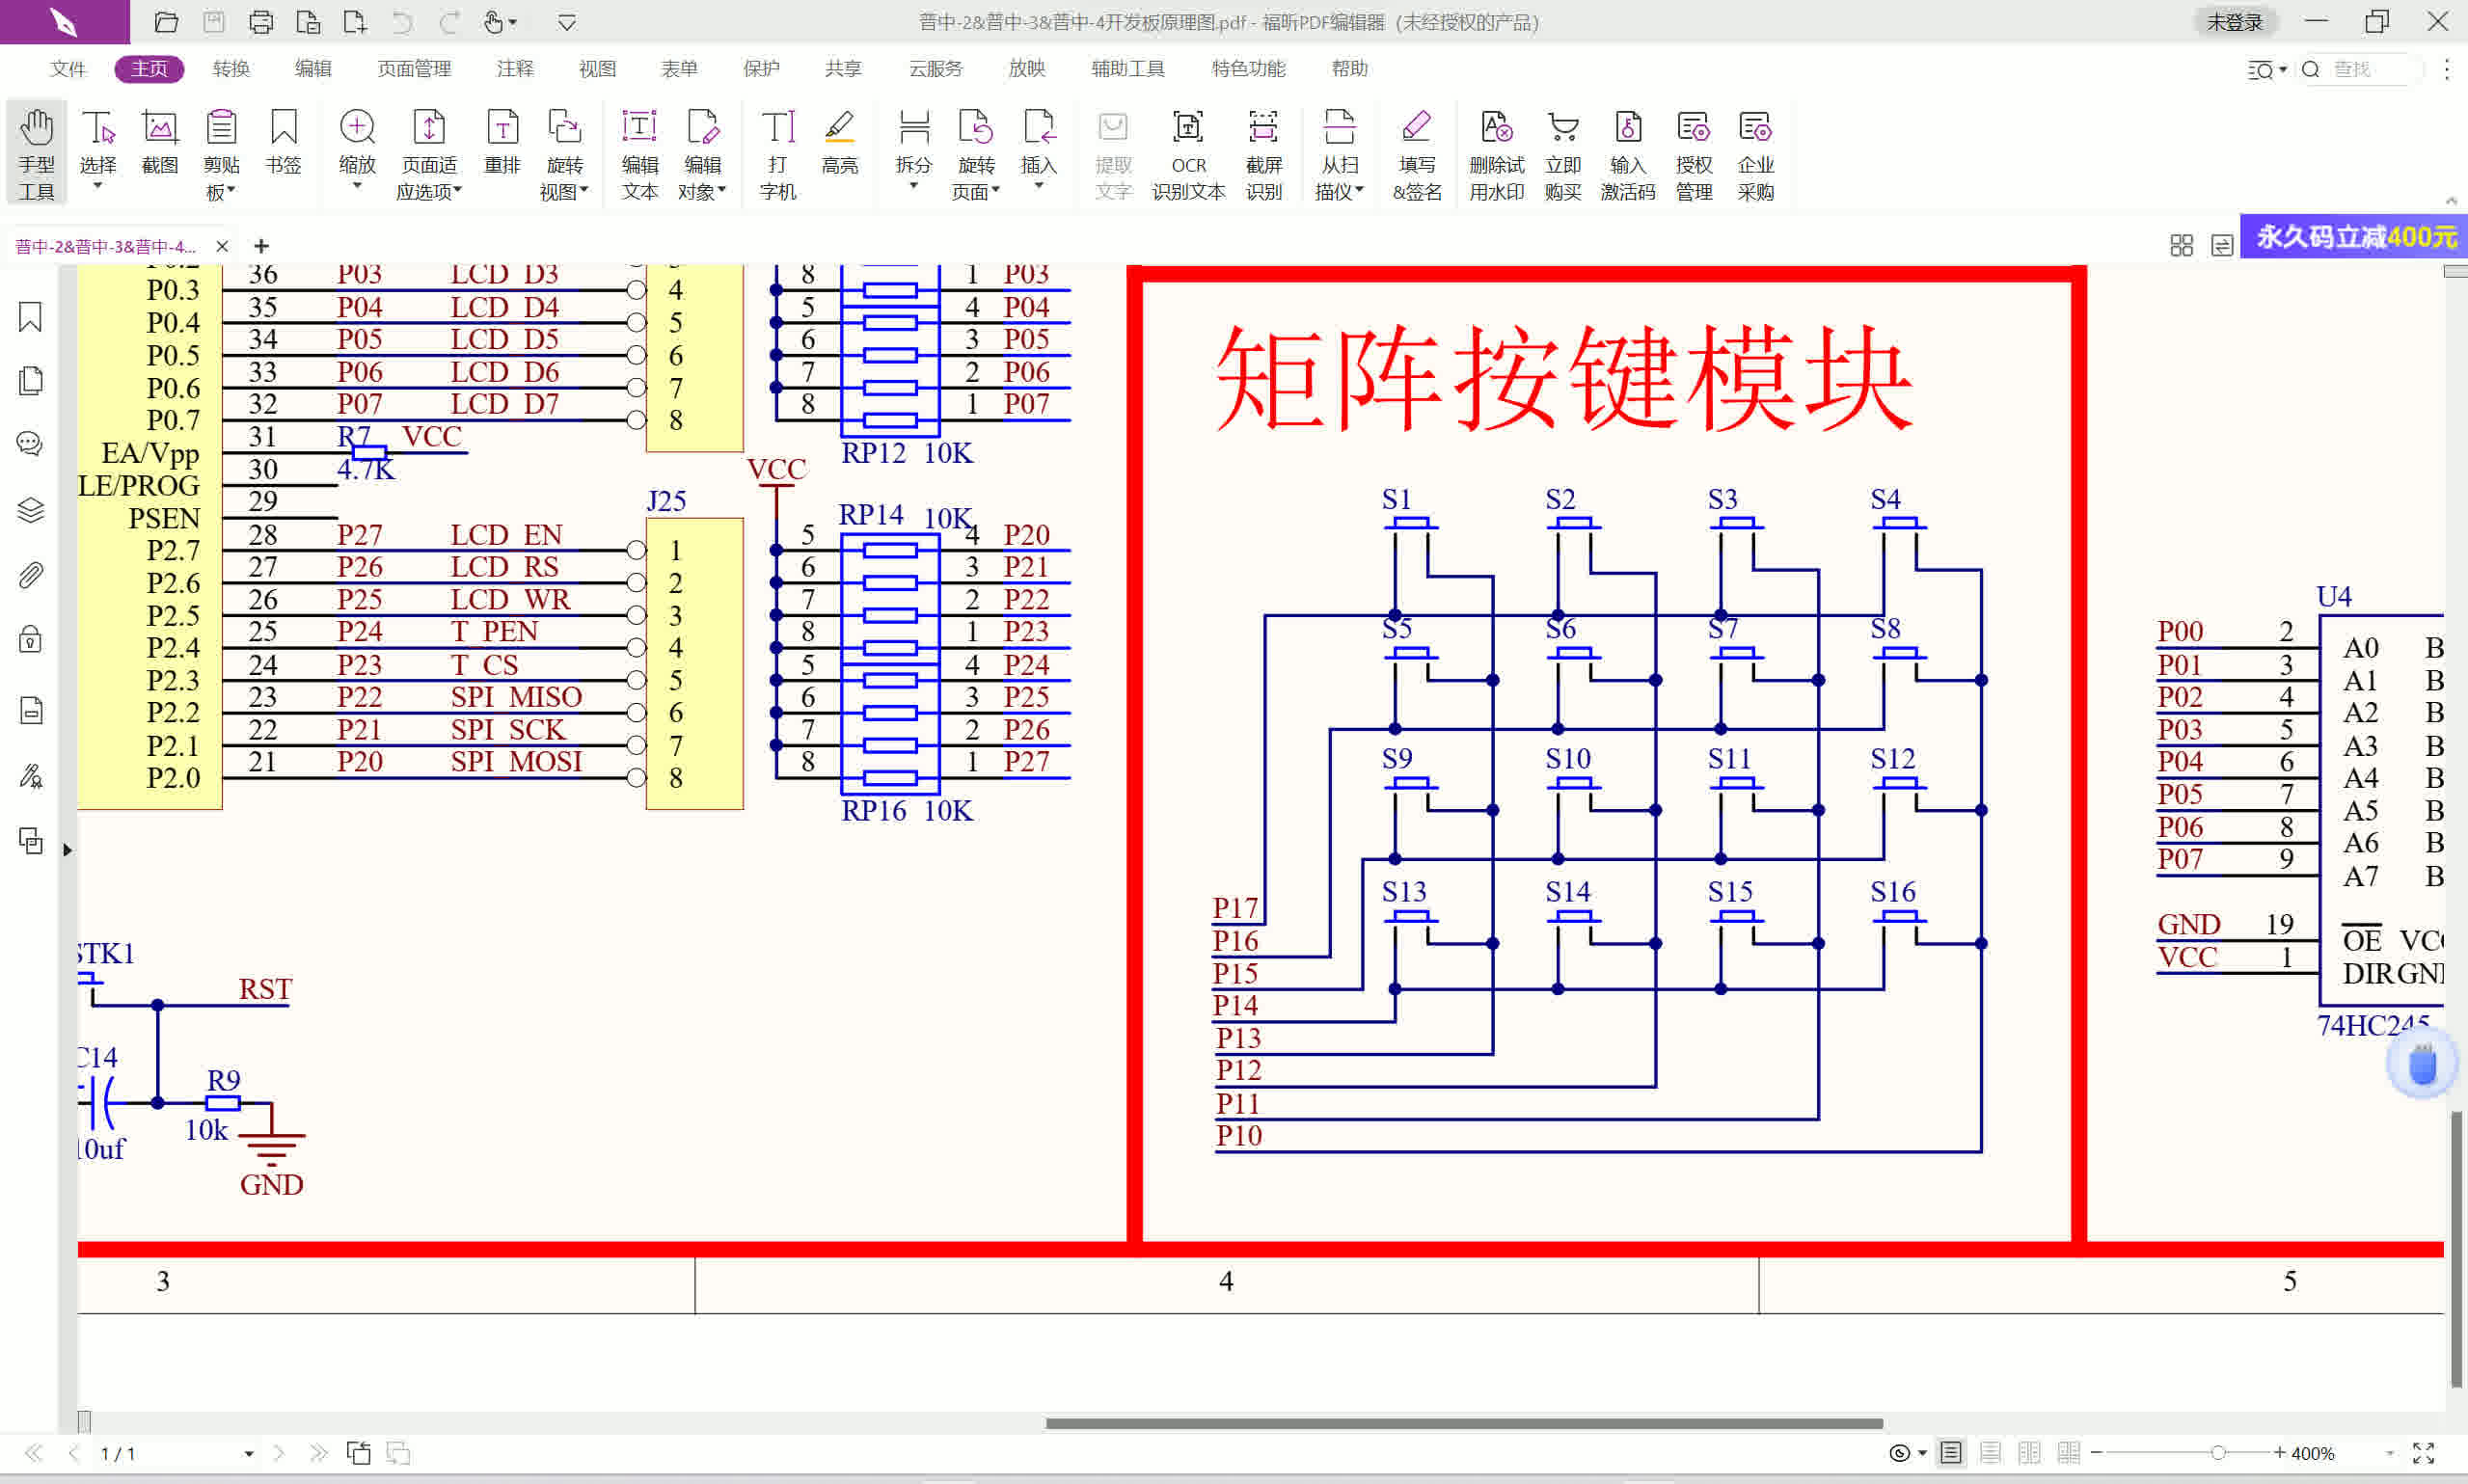 普中-2&普中-3&普中-4开发板原理图.pdf - 福昕PDF编辑器（未经授权的产品）
未登录
文件 主页 转换 编辑 页面管理 注释 视图 表单 保护 共享 云服务 放映 辅助工具 特色功能 帮助
查找
手型工具 选择 截图 剪贴板 书签 缩放 页面适应选项 重排 旋转视图 编辑文本 编辑对象 打字机 高亮 拆分 旋转页面 插入 提取文字 OCR识别文本 截屏识别 从扫描仪 填写&签名 删除试用水印 立即购买 输入激活码 授权管理 企业采购
普中-2&普中-3&普中-4...
永久码立减400元
P0.3 36 P03 LCD D3 4
P0.4 35 P04 LCD D4 5
P0.5 34 P05 LCD D5 6
P0.6 33 P06 LCD D6 7
P0.7 32 P07 LCD D7 8
EA/Vpp 31 R7 VCC
4.7K
LE/PROG 30
PSEN 29
P2.7 28 P27 LCD EN 1
P2.6 27 P26 LCD RS 2
P2.5 26 P25 LCD WR 3
P2.4 25 P24 T PEN 4
P2.3 24 P23 T CS 5
P2.2 23 P22 SPI MISO 6
P2.1 22 P21 SPI SCK 7
P2.0 21 P20 SPI MOSI 8
J25
8 1 P03
5 4 P04
6 3 P05
7 2 P06
8 1 P07
RP12 10K
VCC
RP14 10K
5 4 P20
6 3 P21
7 2 P22
8 1 P23
5 4 P24
6 3 P25
7 2 P26
8 1 P27
RP16 10K
STK1
RST
C14
R9
10k
10uf
GND
矩阵按键模块
S1 S2 S3 S4
S5 S6 S7 S8
S9 S10 S11 S12
S13 S14 S15 S16
P17
P16
P15
P14
P13
P12
P11
P10
U4
P00 2 A0 B
P01 3 A1 B
P02 4 A2 B
P03 5 A3 B
P04 6 A4 B
P05 7 A5 B
P06 8 A6 B
P07 9 A7 B
GND 19 OE VC
VCC 1 DIR GN
74HC245
3 4 5
1 / 1
400%